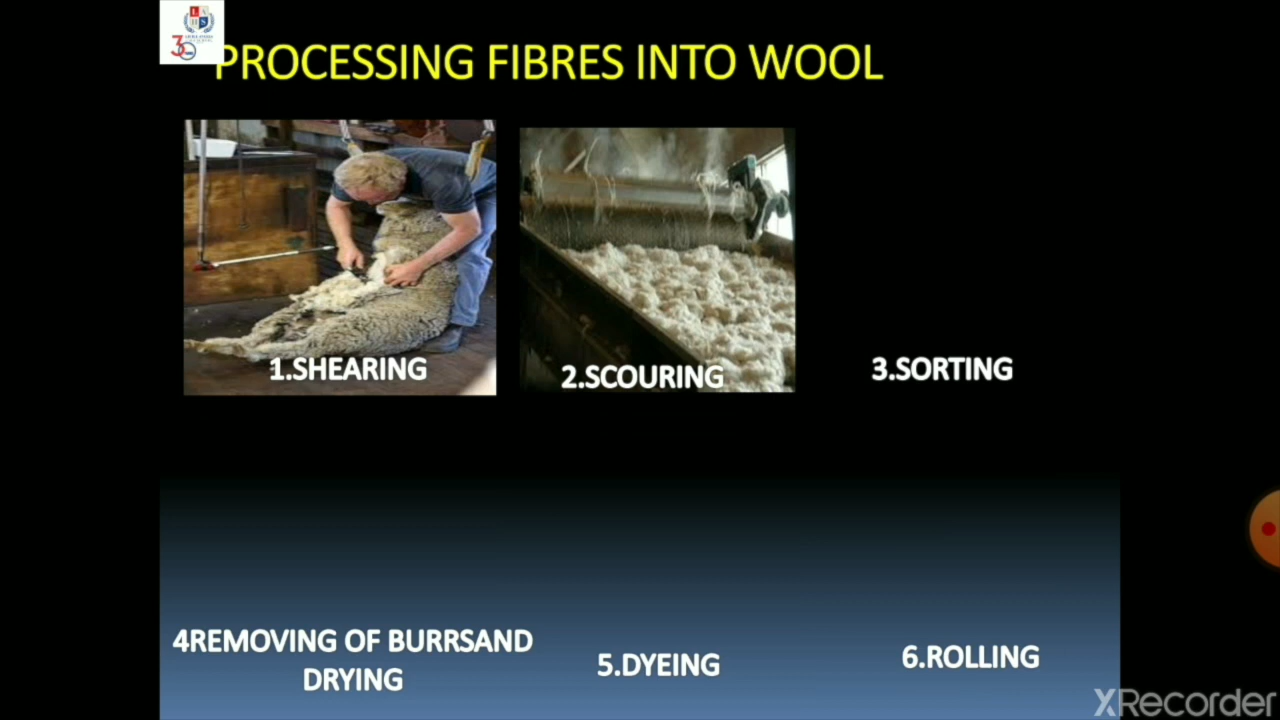 PROCESSING FIBRES INTO WOOL
1.SHEARING
2.SCOURING
3.SORTING
4REMOVING OF BURRSAND
DRYING
5.DYEING
6.ROLLING
XRecorder